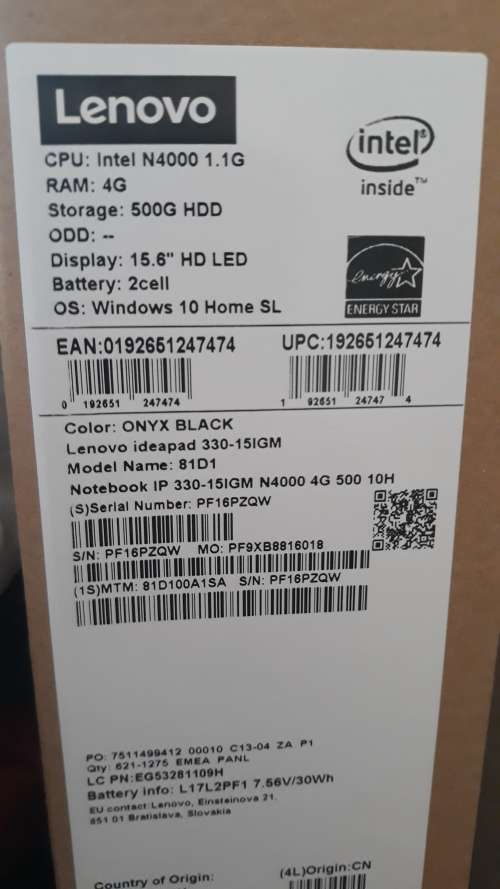 Lenovo
CPU: Intel N4000 1.1G
RAM: 4G
Storage: 500G HDD
ODD: --
Display: 15.6" HD LED
Battery: 2cell
OS: Windows 10 Home SL
intel®
inside™
energy
ENERGY STAR
EAN:0192651247474
UPC:192651247474
0 192651 247474
1 92651 24747 4
Color: ONYX BLACK
Lenovo ideapad 330-15IGM
Model Name: 81D1
Notebook IP 330-15IGM N4000 4G 500 10H
(S)Serial Number: PF16PZQW
S/N: PF16PZQW MO: PF9XB8816018
(1S)MTM: 81D100A1SA S/N: PF16PZQW
PO: 7511499412 00010 C13-04 ZA P1
Qty: 621-1275 EMEA PANL
LC PN:EG53281109H
Battery info: L17L2PF1 7.56V/30Wh
EU contact:Lenovo, Einsteinova 21,
851 01 Bratislava, Slovakia
Country of Origin:
(4L)Origin:CN